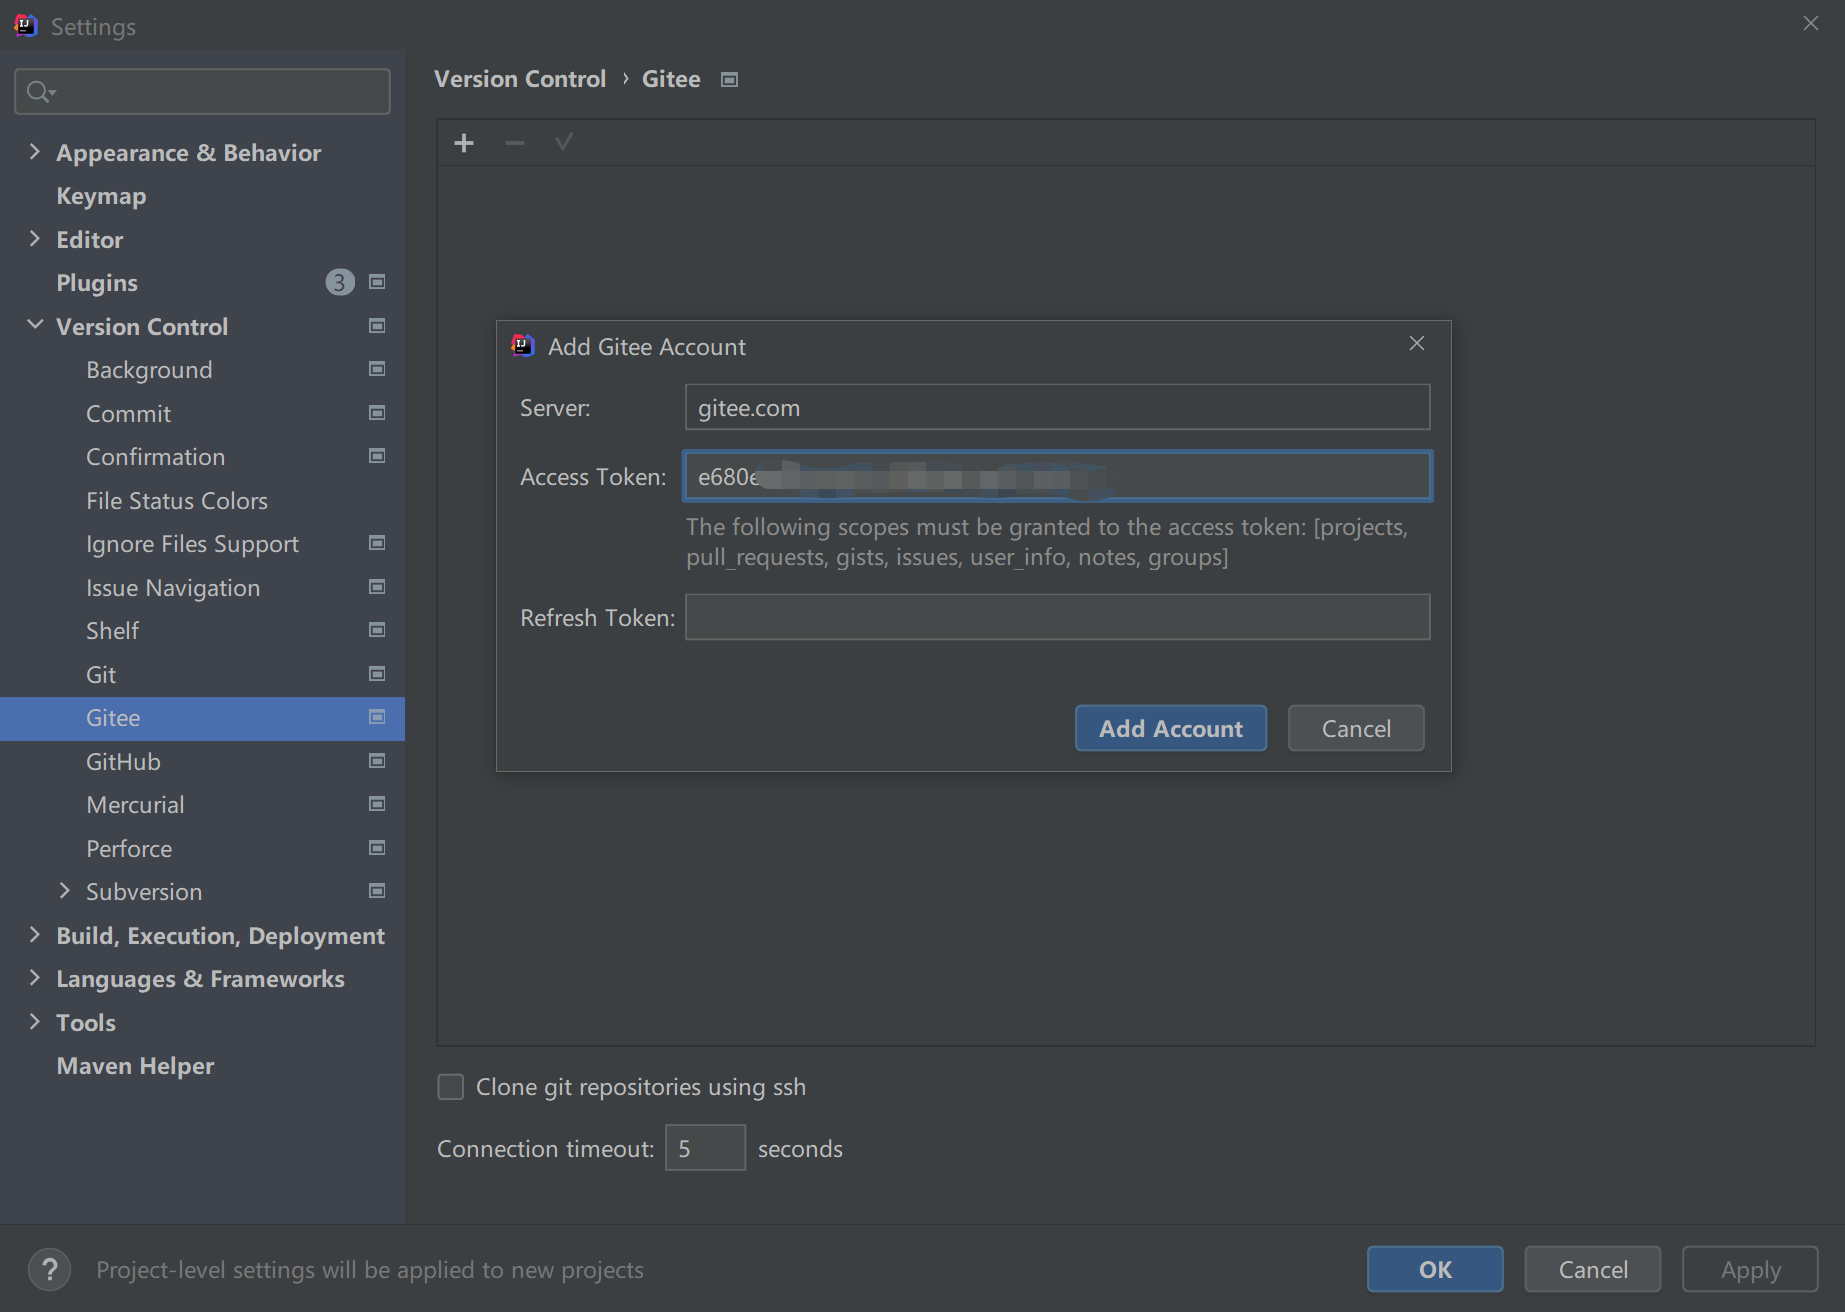 Settings
Appearance & Behavior
Keymap
Editor
Plugins 3
Version Control
Background
Commit
Confirmation
File Status Colors
Ignore Files Support
Issue Navigation
Shelf
Git
Gitee
GitHub
Mercurial
Perforce
Subversion
Build, Execution, Deployment
Languages & Frameworks
Tools
Maven Helper
Version Control › Gitee
Add Gitee Account
Server: gitee.com
Access Token: e680e
The following scopes must be granted to the access token: [projects,
pull_requests, gists, issues, user_info, notes, groups]
Refresh Token:
Add Account Cancel
Clone git repositories using ssh
Connection timeout: 5 seconds
? Project-level settings will be applied to new projects
OK Cancel Apply